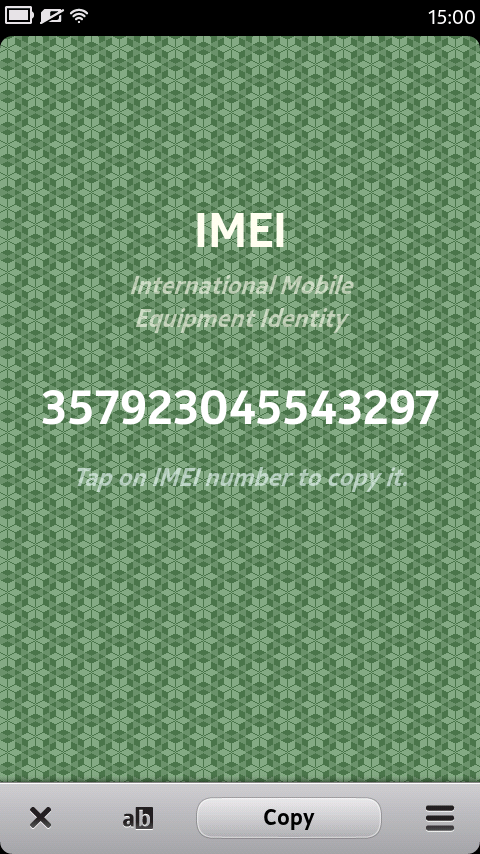 15:00
IMEI
International Mobile
Equipment Identity
357923045543297
Tap on IMEI number to copy it.
ab
Copy